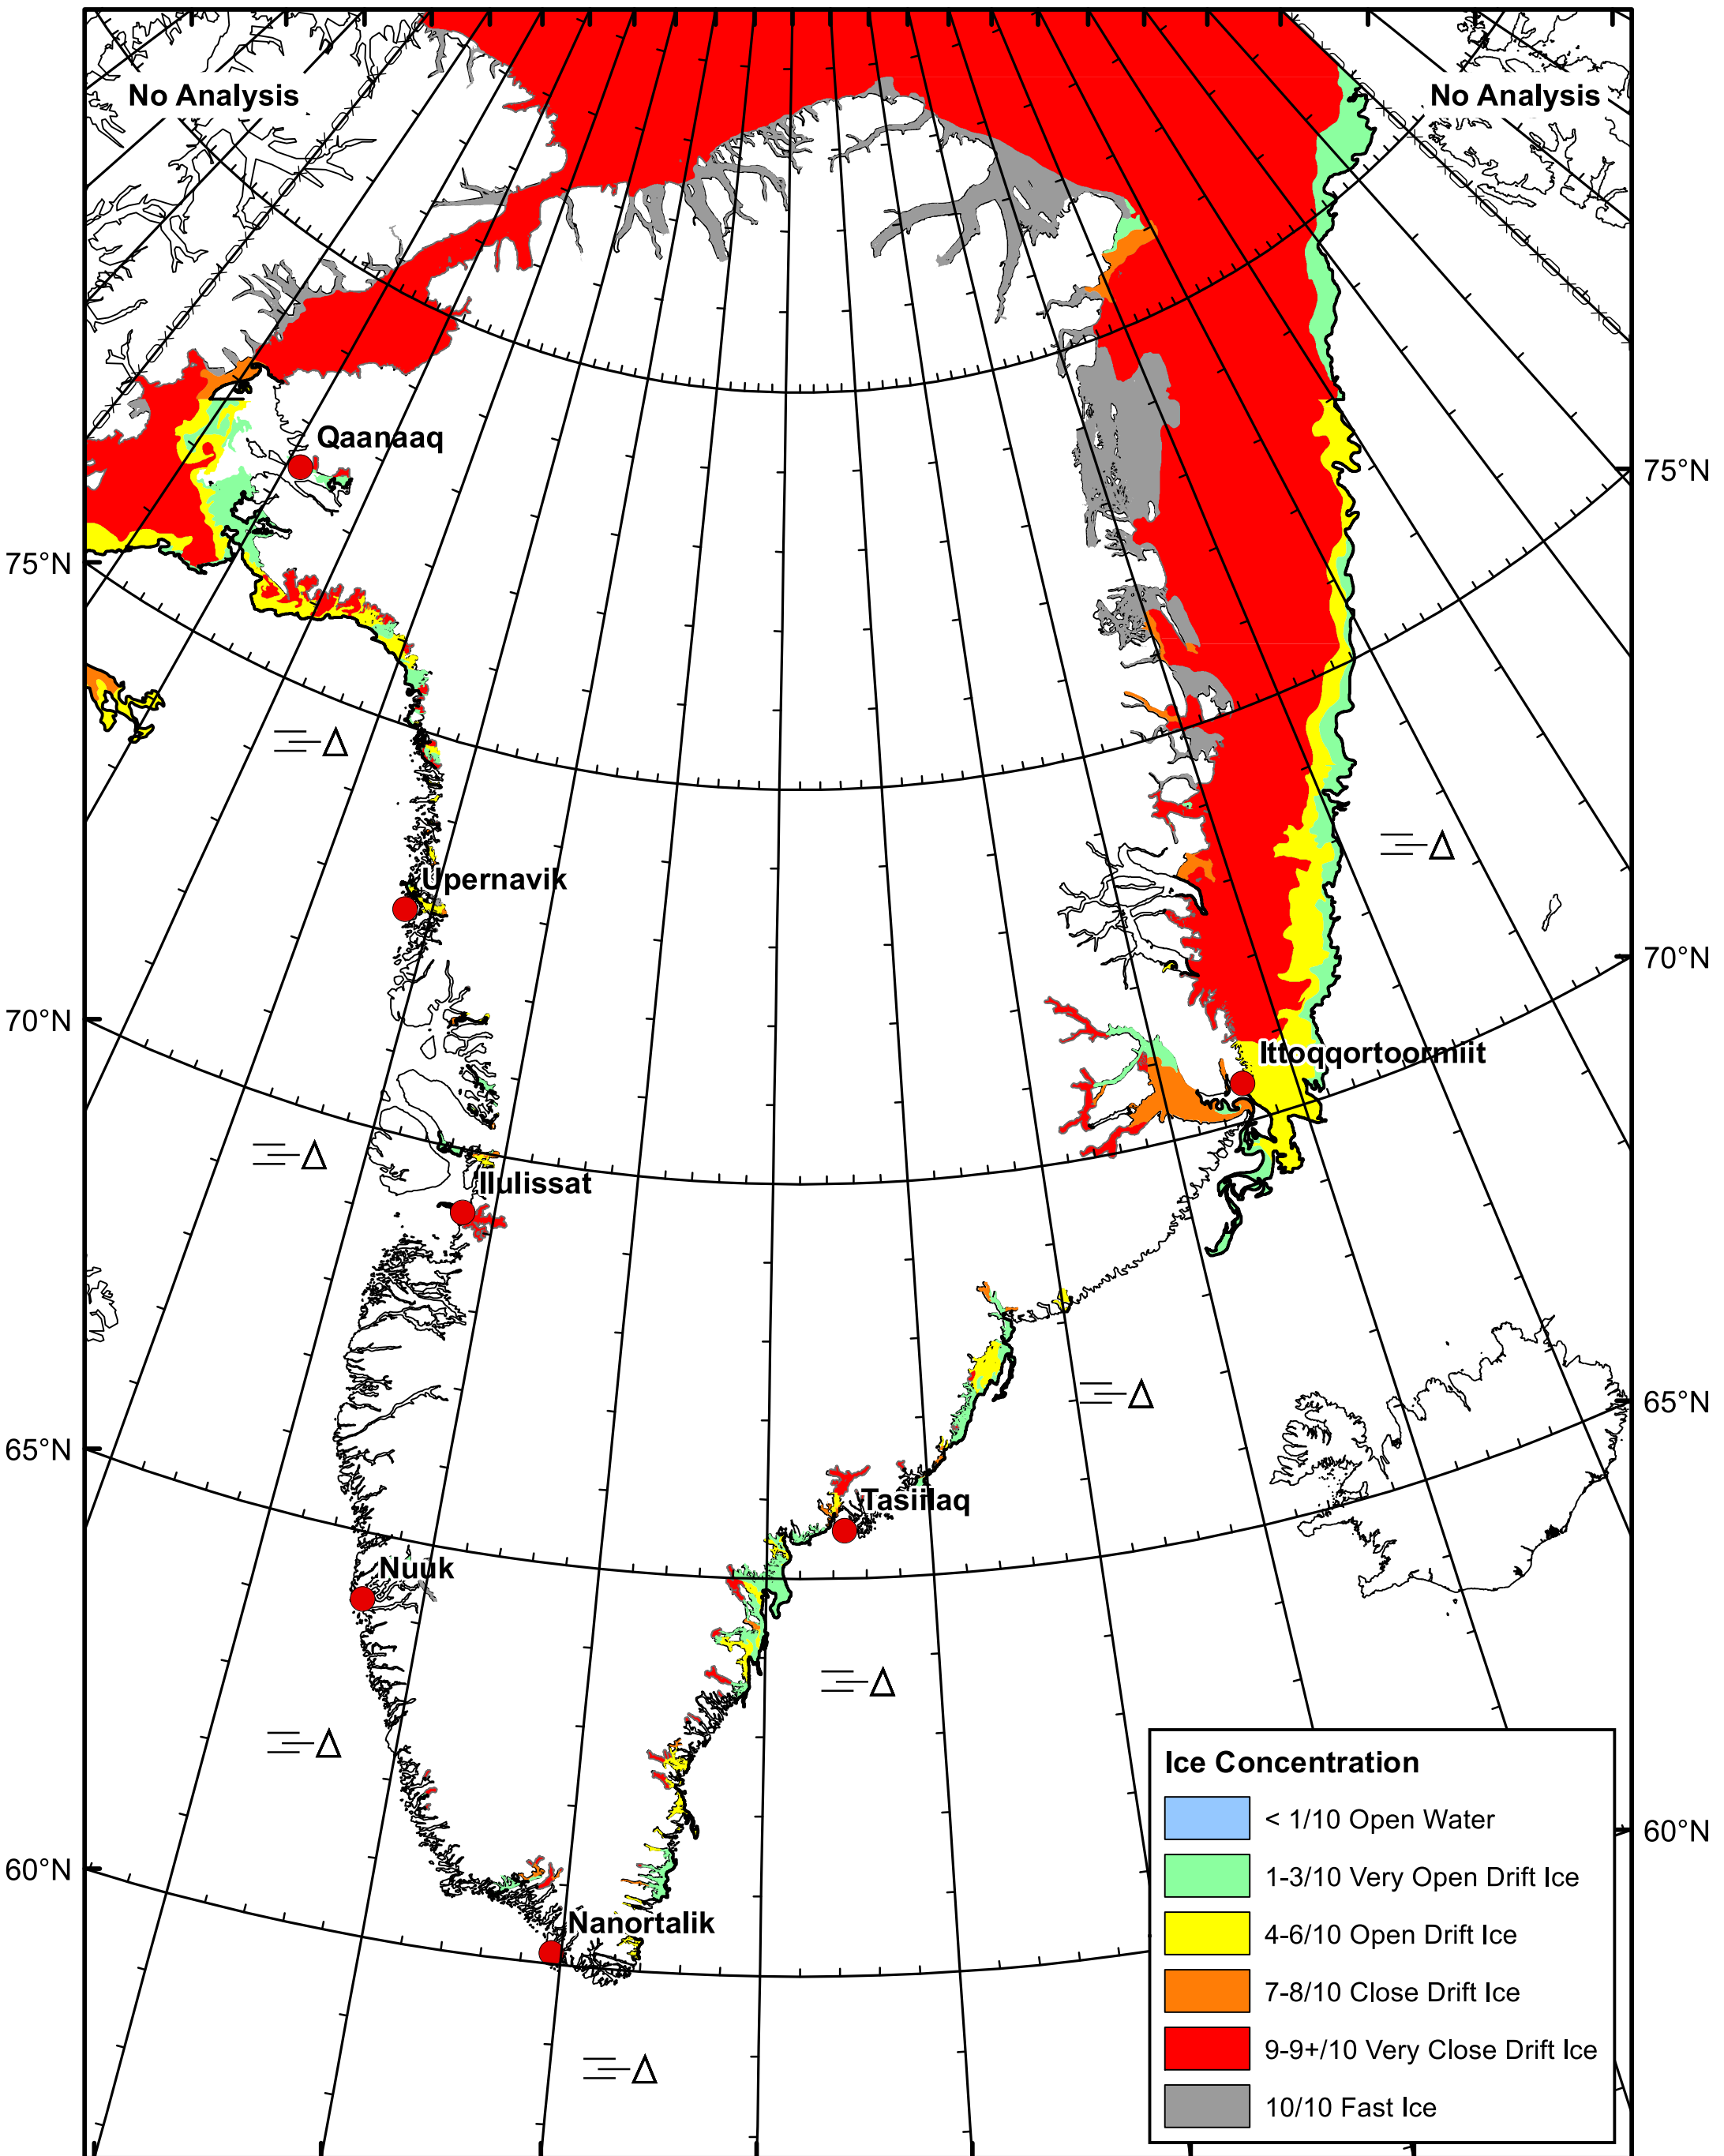 No Analysis
No Analysis
Qaanaaq
75°N
75°N
Upernavik
70°N
70°N
Ittoqqortoormiit
Ilulissat
65°N
65°N
Tasiilaq
Nuuk
60°N
60°N
Nanortalik
Ice Concentration
< 1/10 Open Water
1-3/10 Very Open Drift Ice
4-6/10 Open Drift Ice
7-8/10 Close Drift Ice
9-9+/10 Very Close Drift Ice
10/10 Fast Ice